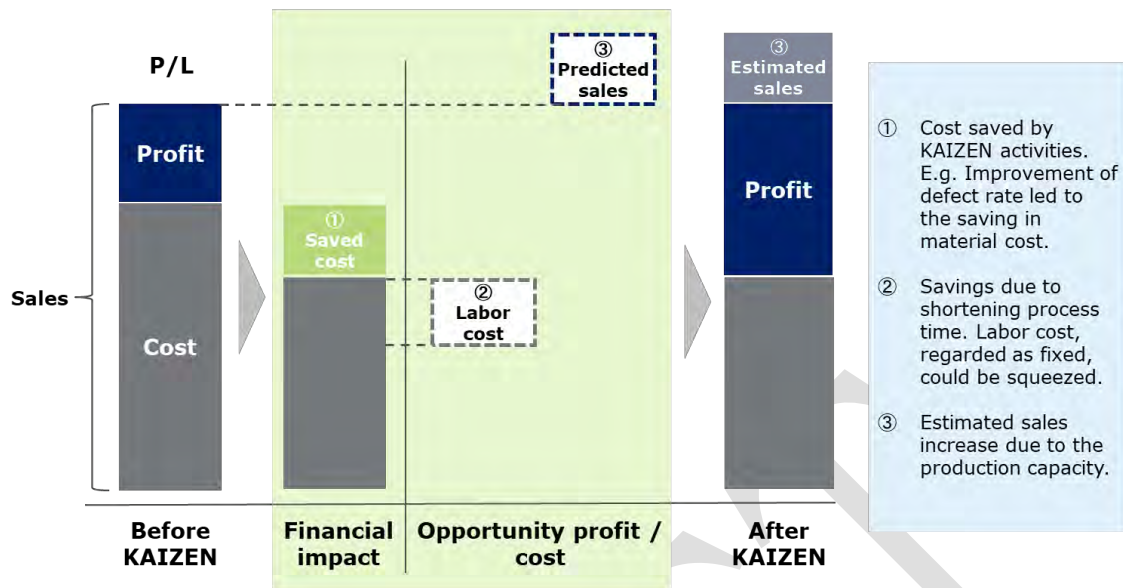 P/L
Profit
Sales
Cost
①
Saved
cost
②
Labor
cost
③
Predicted
sales
③
Estimated
sales
Profit
Before
KAIZEN
Financial
impact
Opportunity profit /
cost
After
KAIZEN
① Cost saved by
KAIZEN activities.
E.g. Improvement of
defect rate led to
the saving in
material cost.
② Savings due to
shortening process
time. Labor cost,
regarded as fixed,
could be squeezed.
③ Estimated sales
increase due to the
production capacity.